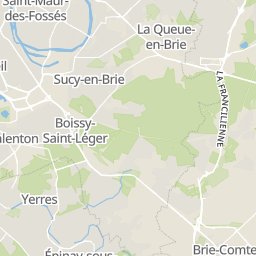 Saint-Maur-
des-Fossés
La Queue-
en-Brie
Sucy-en-Brie
LA FRANCILIENNE
Boissy-
Saint-Léger
Yerres
Brie-Comte